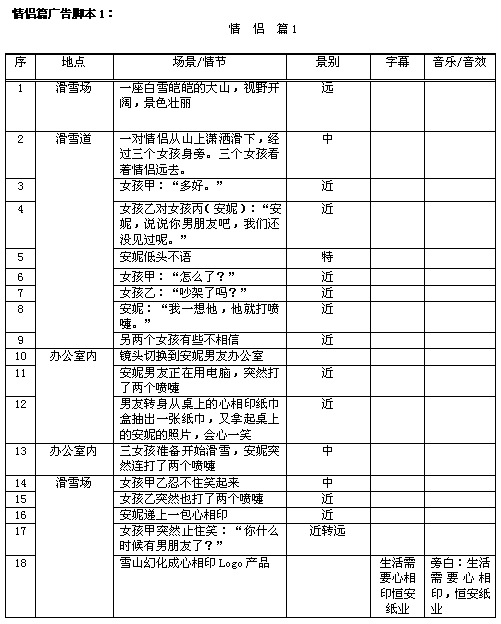 情侣篇广告脚本1：
情 侣 篇1
序 地点 场景/情节 景别 字幕 音乐/音效
1 滑雪场 一座白雪皑皑的大山，视野开 远
阔，景色壮丽
2 滑雪道 一对情侣从山上潇洒滑下，经 中
过三个女孩身旁。三个女孩看
着情侣远去。
3 女孩甲：“多好。” 近
4 女孩乙对女孩丙(安妮)：“安 近
妮，说说你男朋友吧，我们还
没见过呢。”
5 安妮低头不语 特
6 女孩甲：“怎么了？” 近
7 女孩乙：“吵架了吗？” 近
8 安妮：“我一想他，他就打喷 近
嚏。”
9 另两个女孩有些不相信 近
10 办公室内 镜头切换到安妮男友办公室
11 安妮男友正在用电脑，突然打 近
了两个喷嚏
12 男友转身从桌上的心相印纸巾 近
盒抽出一张纸巾，又拿起桌上
的安妮的照片，会心一笑
13 办公室内 三女孩准备开始滑雪，安妮突 中
然连打了两个喷嚏
14 滑雪场 女孩甲乙忍不住笑起来 中
15 女孩乙突然也打了两个喷嚏 近
16 安妮递上一包心相印 近
17 女孩甲突然止住笑：“你什么 近转远
时候有男朋友了？”
18 雪山幻化成心相印Logo产品 生活需 旁白：生活
要心相 需要心相
印恒安 印，恒安纸
纸业 业